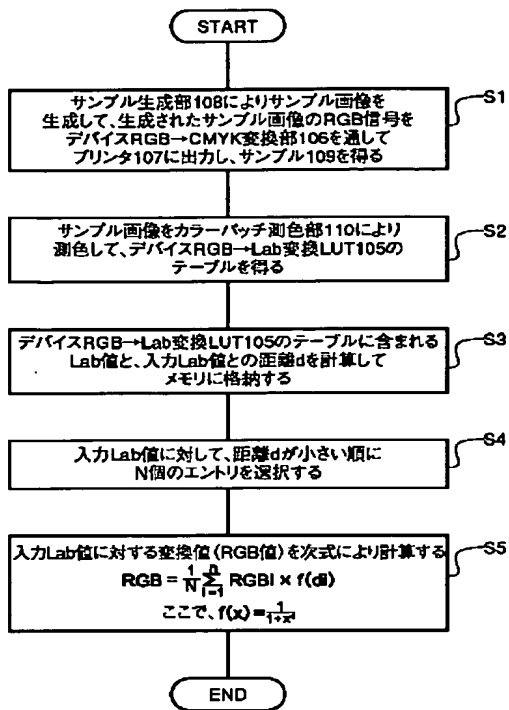 START
サンプル生成部108によりサンプル画像を
生成して、生成されたサンプル画像のRGB信号を
デバイスRGB→CMYK変換部106を通して
プリンタ107に出力し、サンプル109を得る
S1
サンプル画像をカラーパッチ測色部110により
測色して、デバイスRGB→Lab変換LUT105の
テーブルを得る
S2
デバイスRGB→Lab変換LUT105のテーブルに含まれる
Lab値と、入力Lab値との距離dを計算して
メモリに格納する
S3
入力Lab値に対して、距離dが小さい順に
N個のエントリを選択する
S4
入力Lab値に対する変換値(RGB値)を次式により計算する
RGB = 1/N Σ_{i=1}^{n} RGBi × f(di)
ここで、f(x) = 1/(1+x⁴)
S5
END